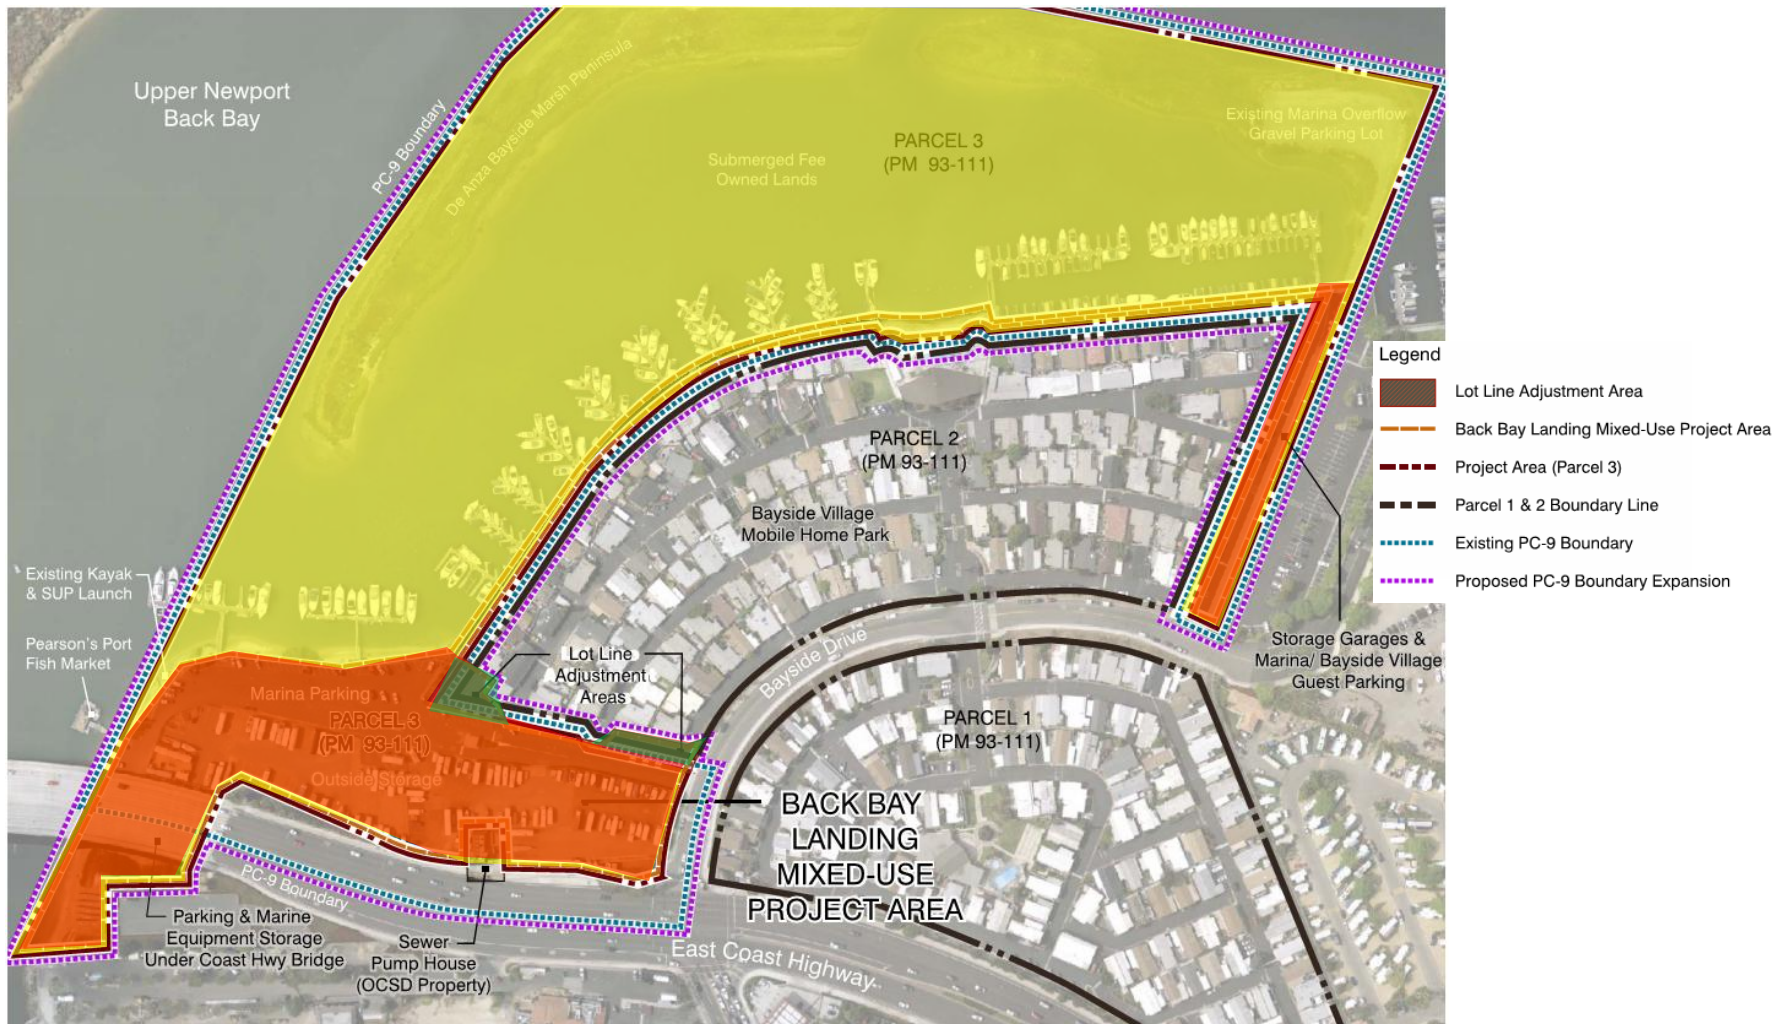 Upper Newport
Back Bay
PC-9 Boundary
De Anza Bayside Marsh Peninsula
Submerged Fee
Owned Lands
PARCEL 3
(PM 93-111)
Existing Marina Overflow
Gravel Parking Lot
Legend
Lot Line Adjustment Area
Back Bay Landing Mixed-Use Project Area
Project Area (Parcel 3)
Parcel 1 & 2 Boundary Line
Existing PC-9 Boundary
Proposed PC-9 Boundary Expansion
PARCEL 2
(PM 93-111)
Bayside Village
Mobile Home Park
Existing Kayak
& SUP Launch
Pearson's Port
Fish Market
Lot Line
Adjustment
Areas
Bayside Drive
Storage Garages &
Marina/ Bayside Village
Guest Parking
Marina Parking
PARCEL 3
(PM 93-111)
Outside Storage
PARCEL 1
(PM 93-111)
BACK BAY
LANDING
MIXED-USE
PROJECT AREA
PC-9 Boundary
Parking & Marine
Equipment Storage
Under Coast Hwy Bridge
Sewer
Pump House
(OCSD Property)
East Coast Highway